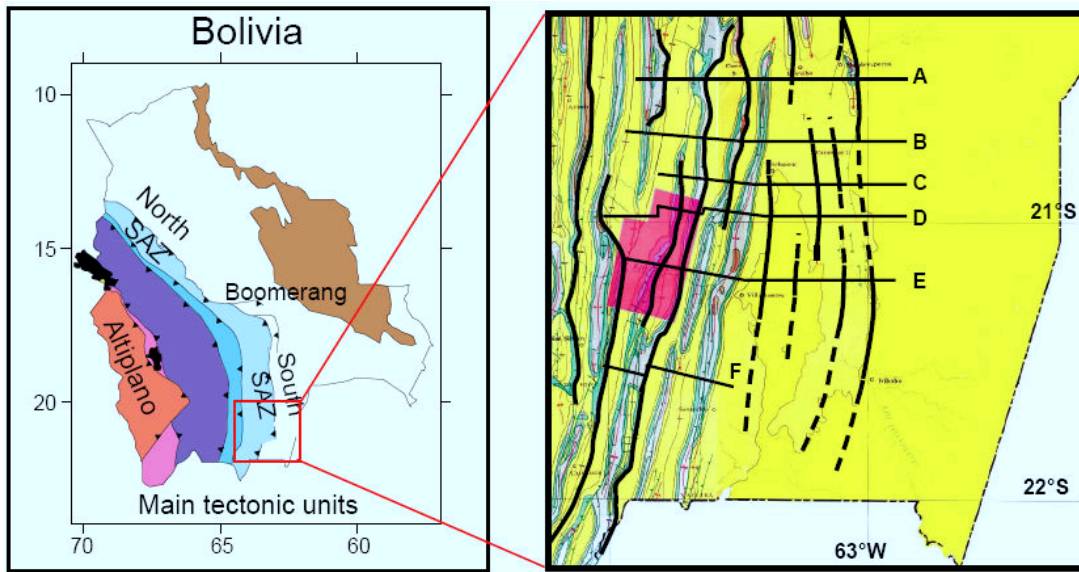 Bolivia
10
15
20
70
65
60
North
SAZ
Boomerang
South
SAZ
Altiplano
Main tectonic units
A
B
C
D
21°S
E
F
22°S
63°W